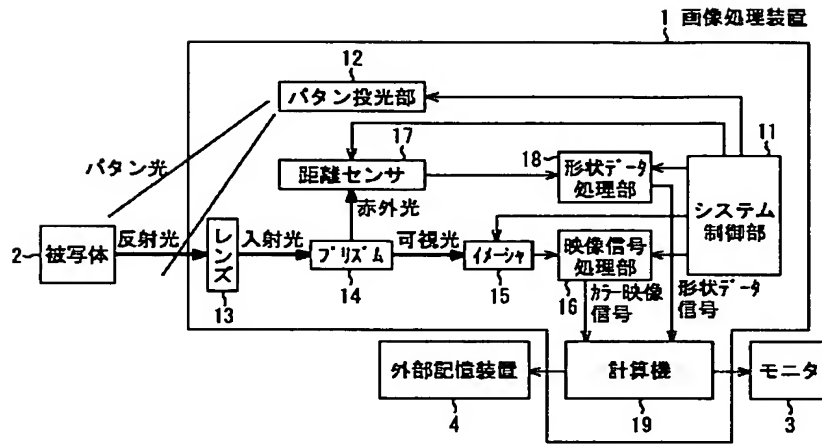 1 画像処理装置
12
パタン投光部
パタン光
17
距離センサ
18
形状データ
処理部
11
システム
制御部
赤外光
2
被写体
反射光
レンズ
13
入射光
プリズム
14
可視光
イメージャ
15
映像信号
処理部
16
カラー映像
信号
形状データ
信号
外部記憶装置
4
計算機
19
モニタ
3